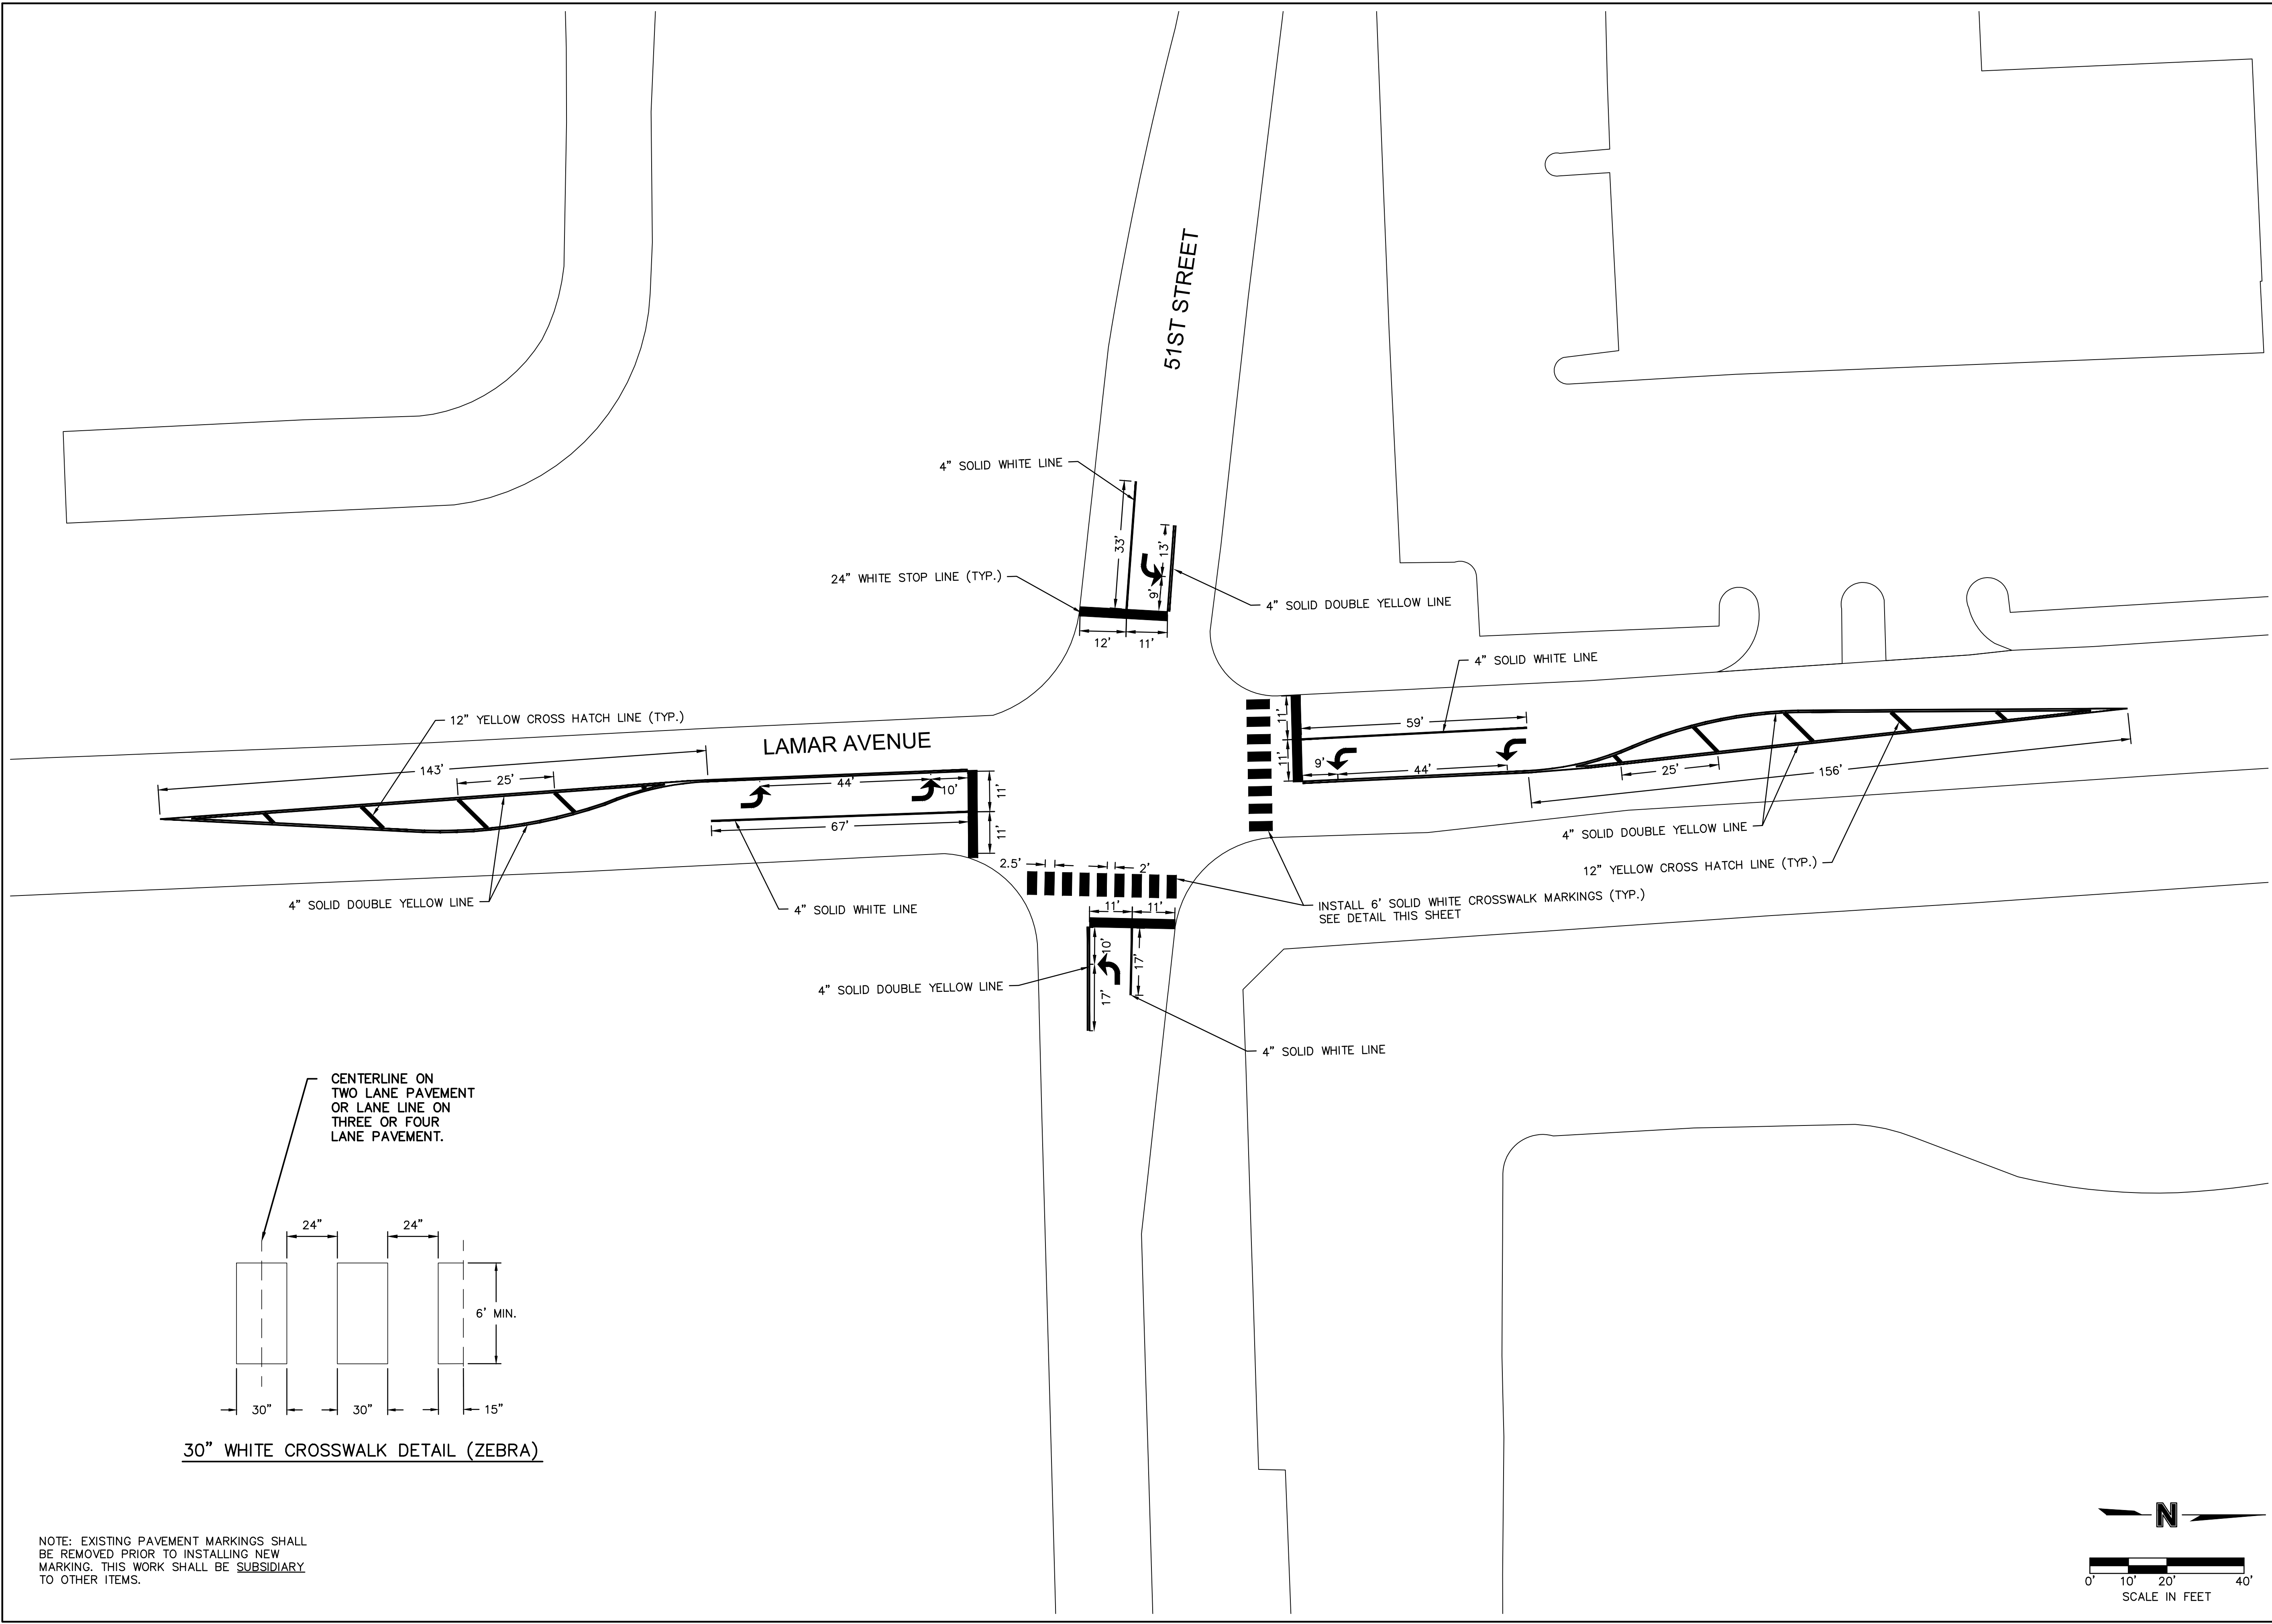 51ST STREET
4" SOLID WHITE LINE
33'
13'
9'
24" WHITE STOP LINE (TYP.)
4" SOLID DOUBLE YELLOW LINE
12'
11'
4" SOLID WHITE LINE
12" YELLOW CROSS HATCH LINE (TYP.)
LAMAR AVENUE
11'
11'
59'
9'
44'
25'
156'
143'
25'
44'
10'
11'
11'
67'
4" SOLID DOUBLE YELLOW LINE
12" YELLOW CROSS HATCH LINE (TYP.)
2.5'
2'
4" SOLID DOUBLE YELLOW LINE
4" SOLID WHITE LINE
INSTALL 6' SOLID WHITE CROSSWALK MARKINGS (TYP.)
SEE DETAIL THIS SHEET
11'
11'
10'
17'
17'
4" SOLID DOUBLE YELLOW LINE
4" SOLID WHITE LINE
CENTERLINE ON
TWO LANE PAVEMENT
OR LANE LINE ON
THREE OR FOUR
LANE PAVEMENT.
24"
24"
6' MIN.
30"
30"
15"
30" WHITE CROSSWALK DETAIL (ZEBRA)
NOTE: EXISTING PAVEMENT MARKINGS SHALL
BE REMOVED PRIOR TO INSTALLING NEW
MARKING. THIS WORK SHALL BE SUBSIDIARY
TO OTHER ITEMS.
N
0'
10'
20'
40'
SCALE IN FEET